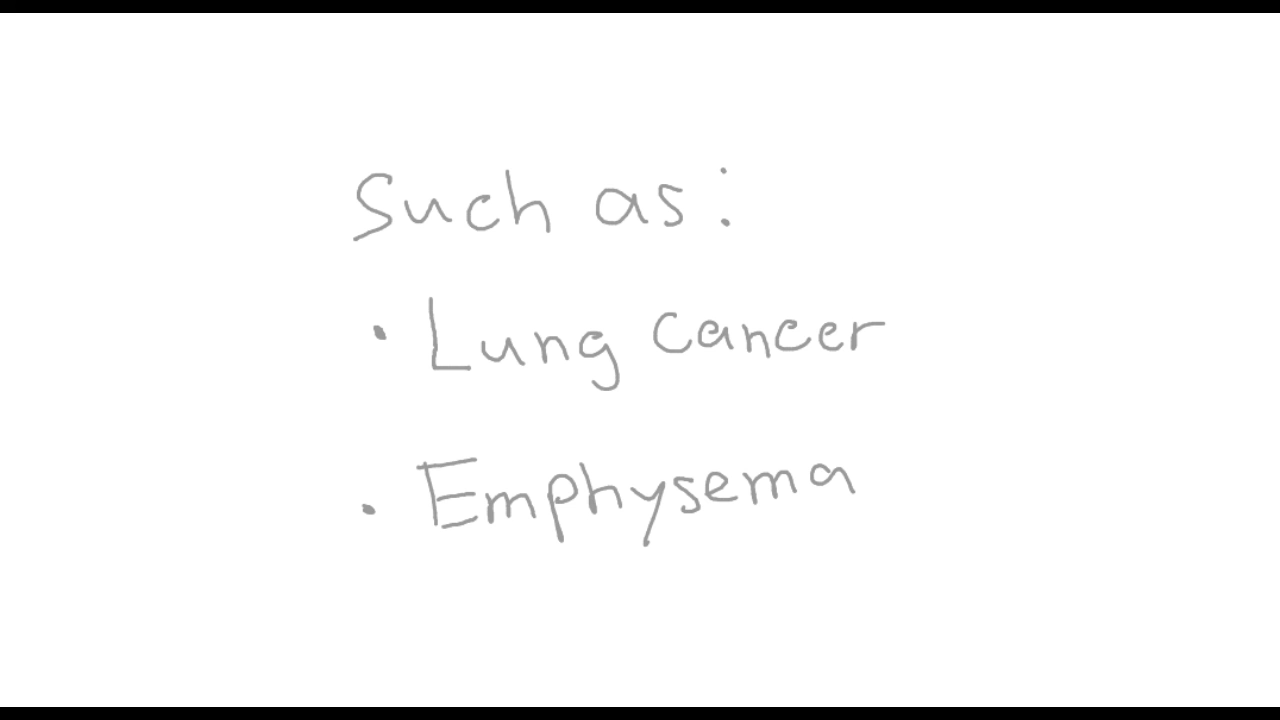 Such as:
• Lung cancer
• Emphysema